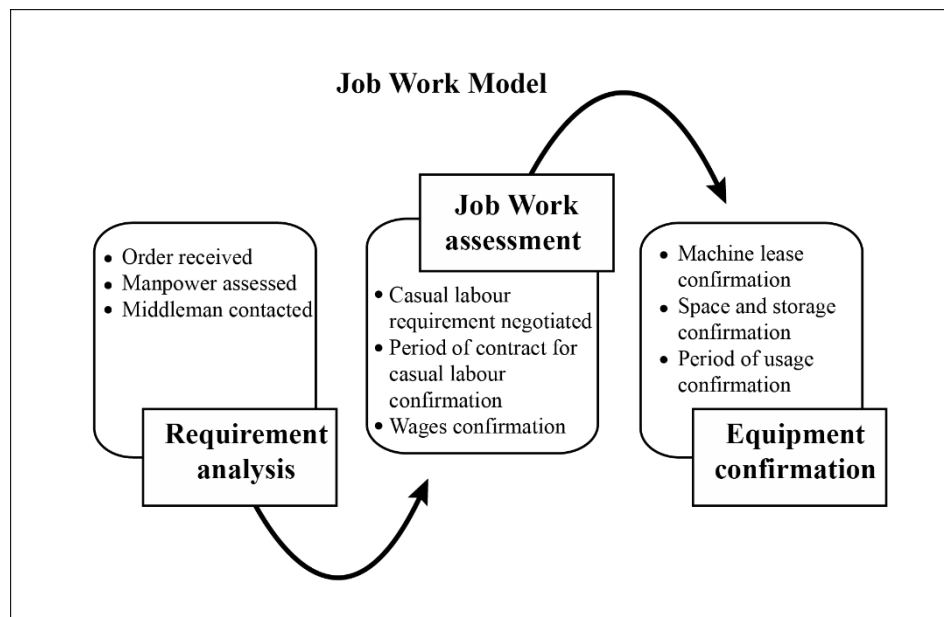 Job Work Model
• Order received
• Manpower assessed
• Middleman contacted
Requirement
analysis
Job Work
assessment
• Casual labour
requirement negotiated
• Period of contract for
casual labour
confirmation
• Wages confirmation
• Machine lease
confirmation
• Space and storage
confirmation
• Period of usage
confirmation
Equipment
confirmation